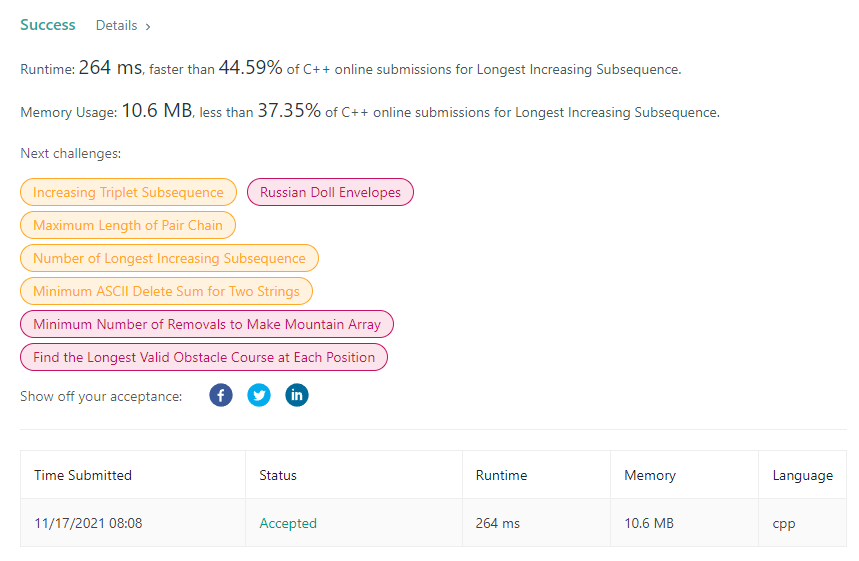 Success Details ›
Runtime: 264 ms, faster than 44.59% of C++ online submissions for Longest Increasing Subsequence.
Memory Usage: 10.6 MB, less than 37.35% of C++ online submissions for Longest Increasing Subsequence.
Next challenges:
Increasing Triplet Subsequence Russian Doll Envelopes
Maximum Length of Pair Chain
Number of Longest Increasing Subsequence
Minimum ASCII Delete Sum for Two Strings
Minimum Number of Removals to Make Mountain Array
Find the Longest Valid Obstacle Course at Each Position
Show off your acceptance: f in
Time Submitted Status Runtime Memory Language
11/17/2021 08:08 Accepted 264 ms 10.6 MB cpp